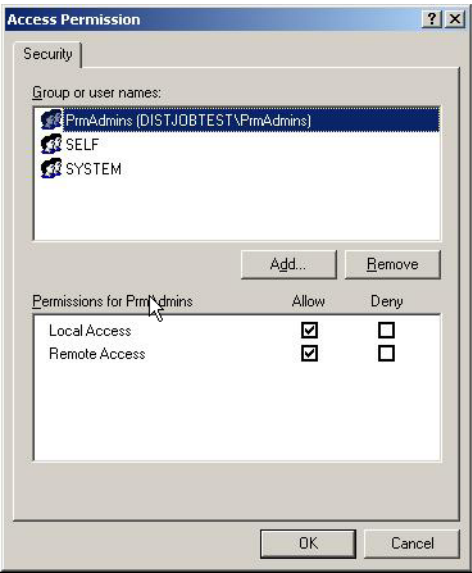 Access Permission
Security
Group or user names:
PrmAdmins (DISTJOBTEST\PrmAdmins)
SELF
SYSTEM
Add... Remove
Permissions for PrmAdmins Allow Deny
Local Access
Remote Access
OK Cancel